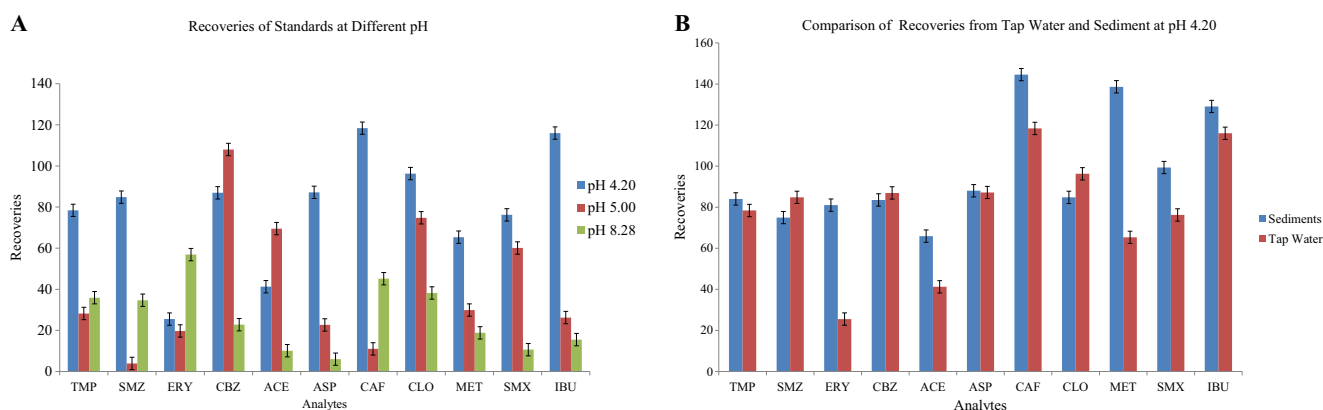 A
Recoveries of Standards at Different pH
Recoveries
140
120
100
80
60
40
20
0
TMP SMZ ERY CBZ ACE ASP CAF CLO MET SMX IBU
Analytes
pH 4.20
pH 5.00
pH 8.28
B
Comparison of Recoveries from Tap Water and Sediment at pH 4.20
Recoveries
160
140
120
100
80
60
40
20
0
TMP SMZ ERY CBZ ACE ASP CAF CLO MET SMX IBU
Analytes
Sediments
Tap Water